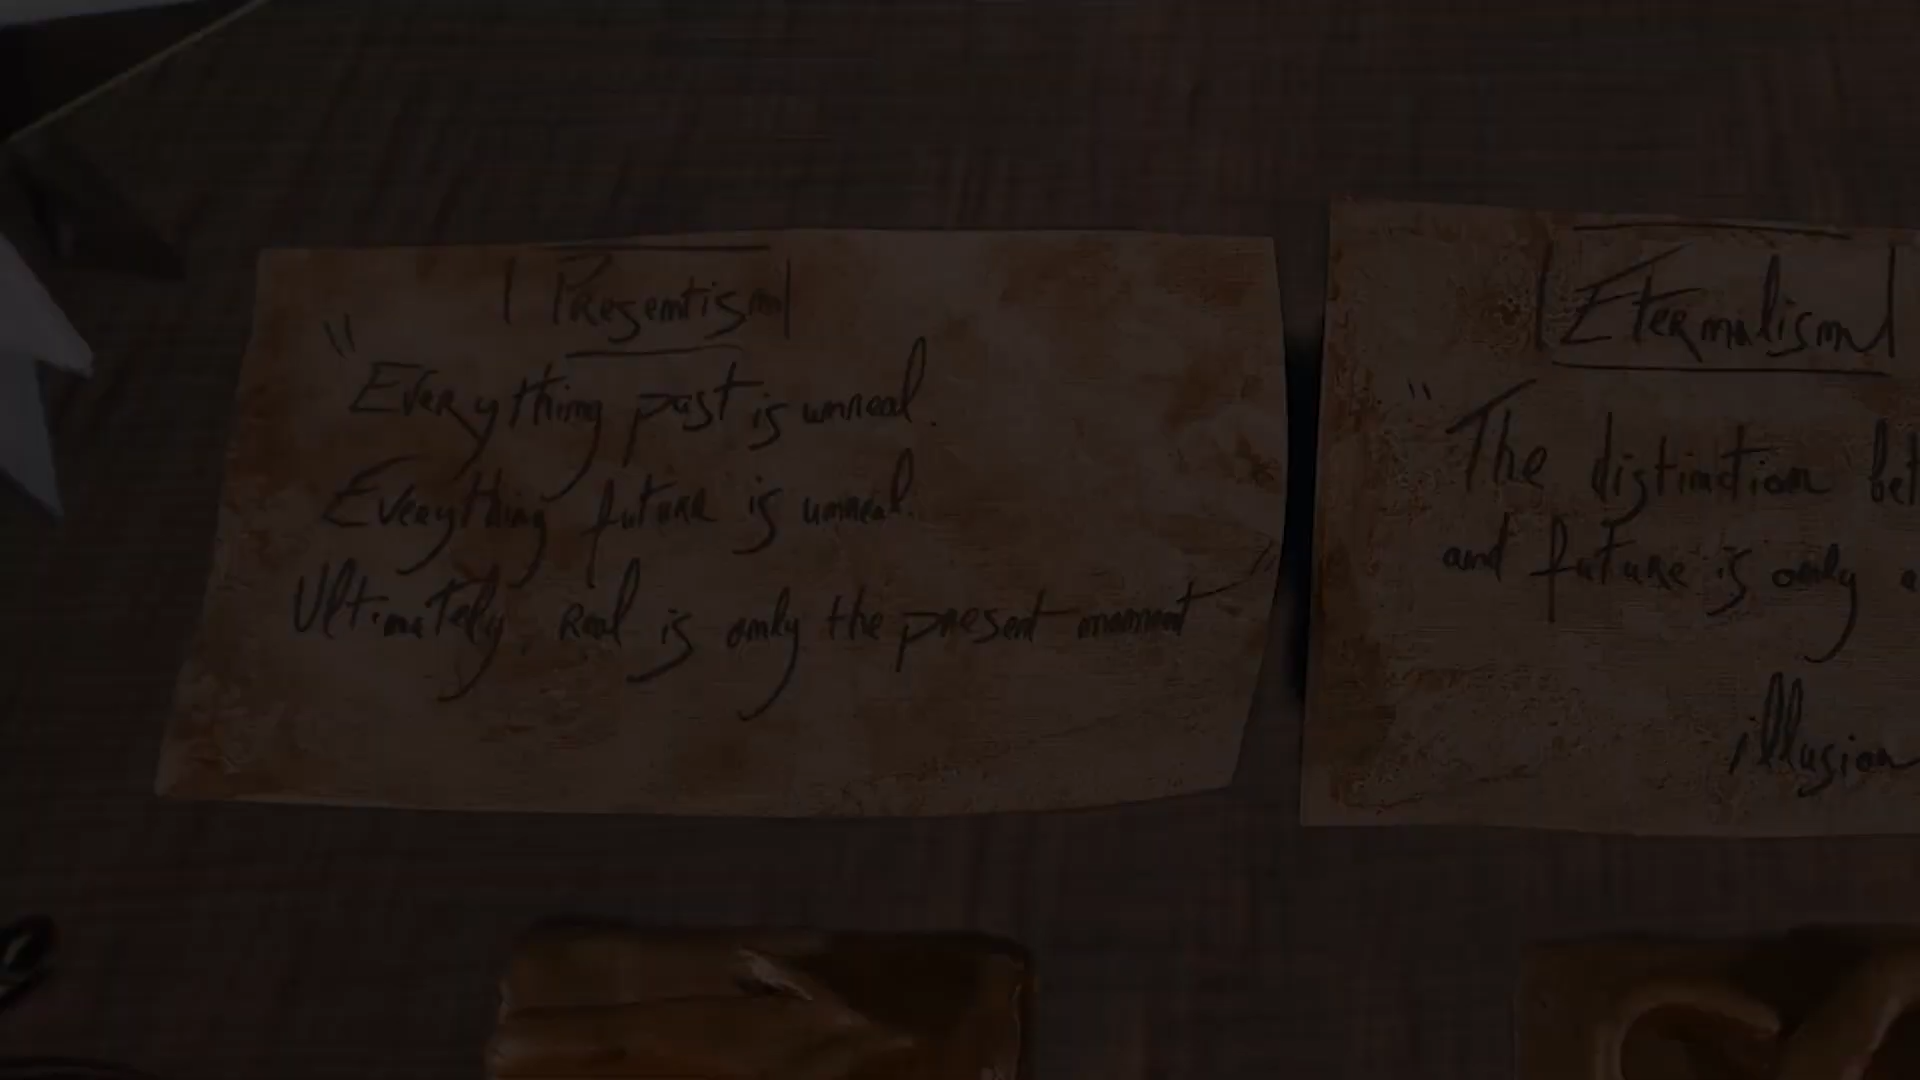 Presentism
"Everything past is unreal.
Everything future is unreal.
Ultimately, real is only the present moment
Eternalism
"The distinction
and future is only
illusion